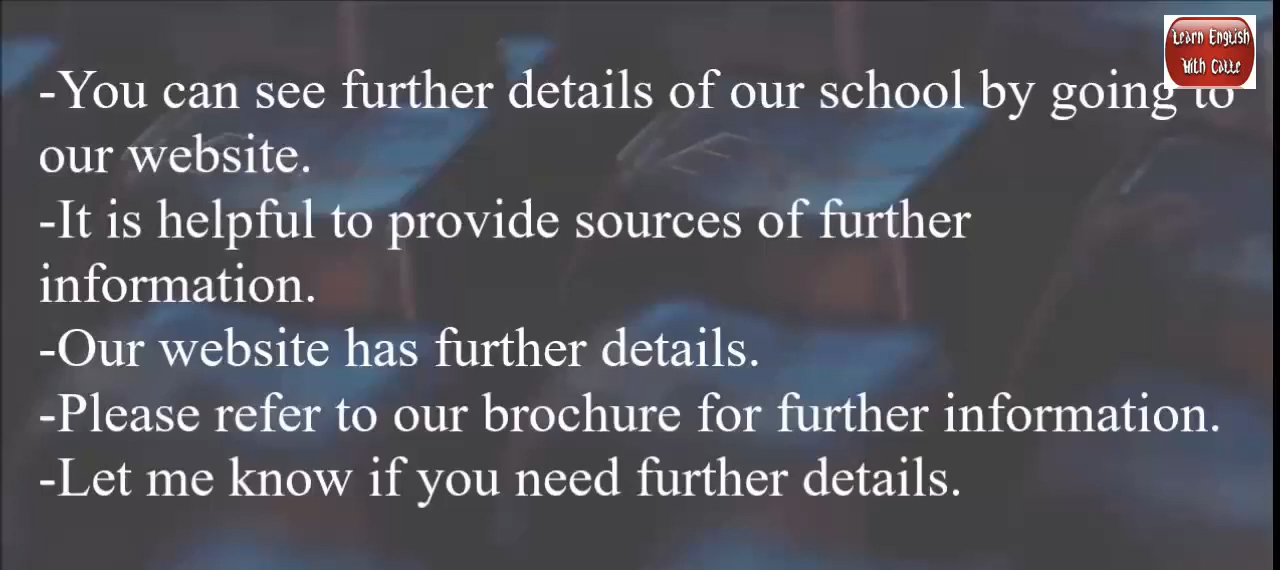 Learn English
With Catte
-You can see further details of our school by going to
our website.
-It is helpful to provide sources of further
information.
-Our website has further details.
-Please refer to our brochure for further information.
-Let me know if you need further details.